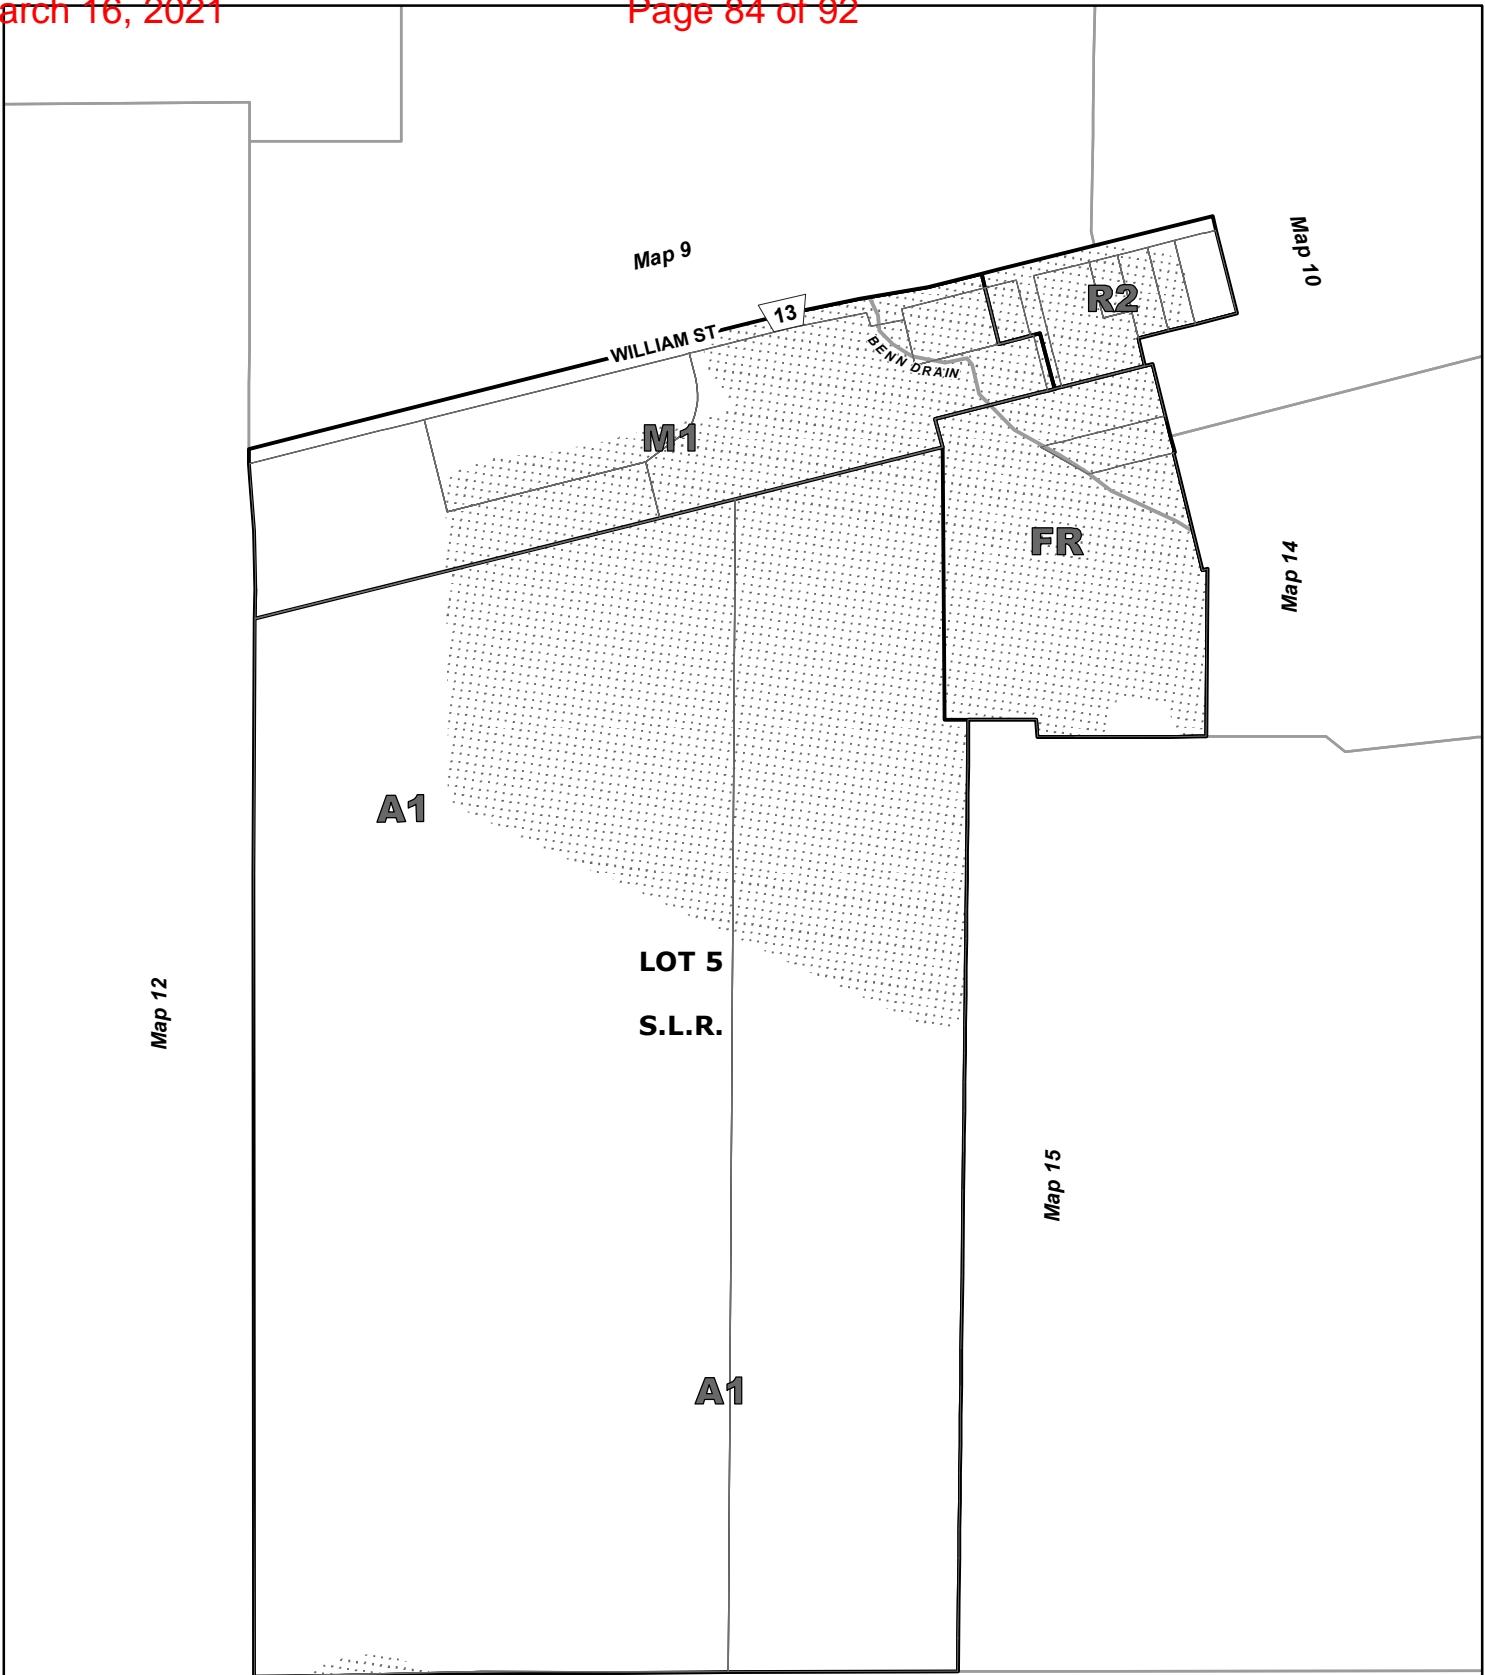 arch 16, 2021
Page 84 of 92
Map 10
Map 9
R2
13
WILLIAM ST
BENN DRAIN
M1
FR
Map 14
A1
LOT 5
Map 12
S.L.R.
Map 15
A1